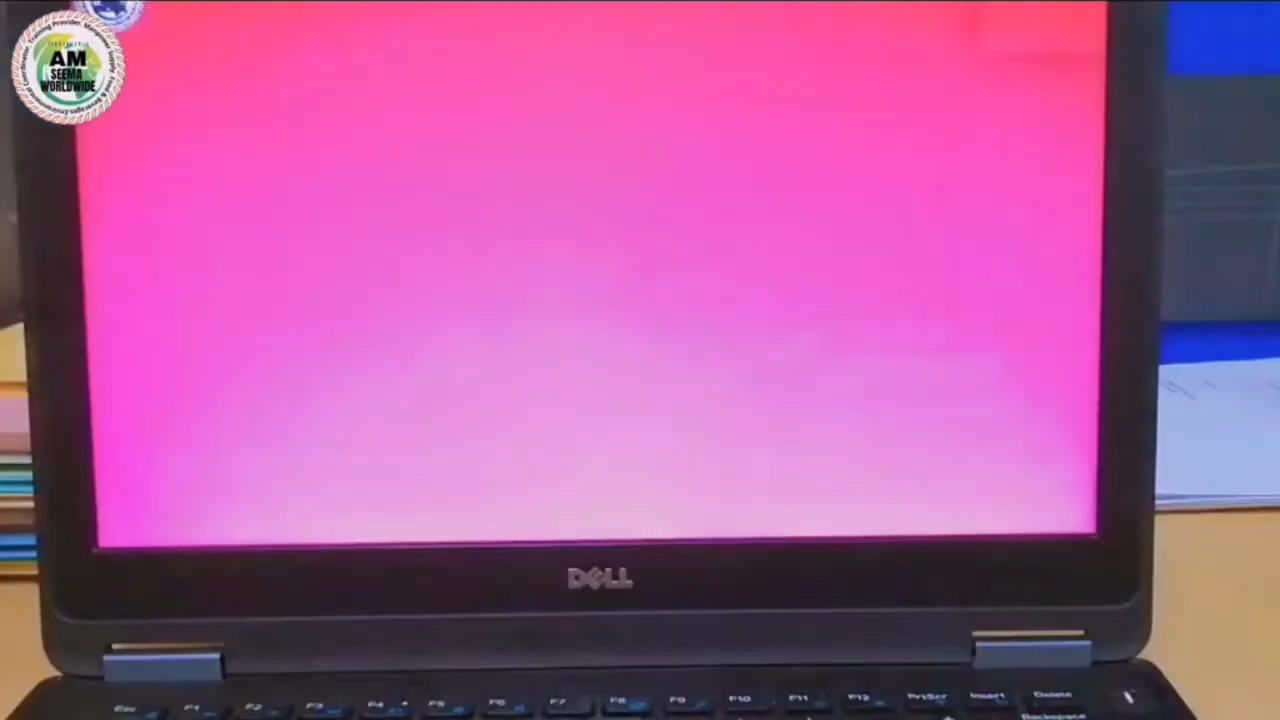 AM
SEEMA
WORLDWIDE
DELL
Esc F1 F2 F3 F4 F5 F6 F7 F8 F9 F10 F11 F12 PrtScr Insert Delete
Backspace